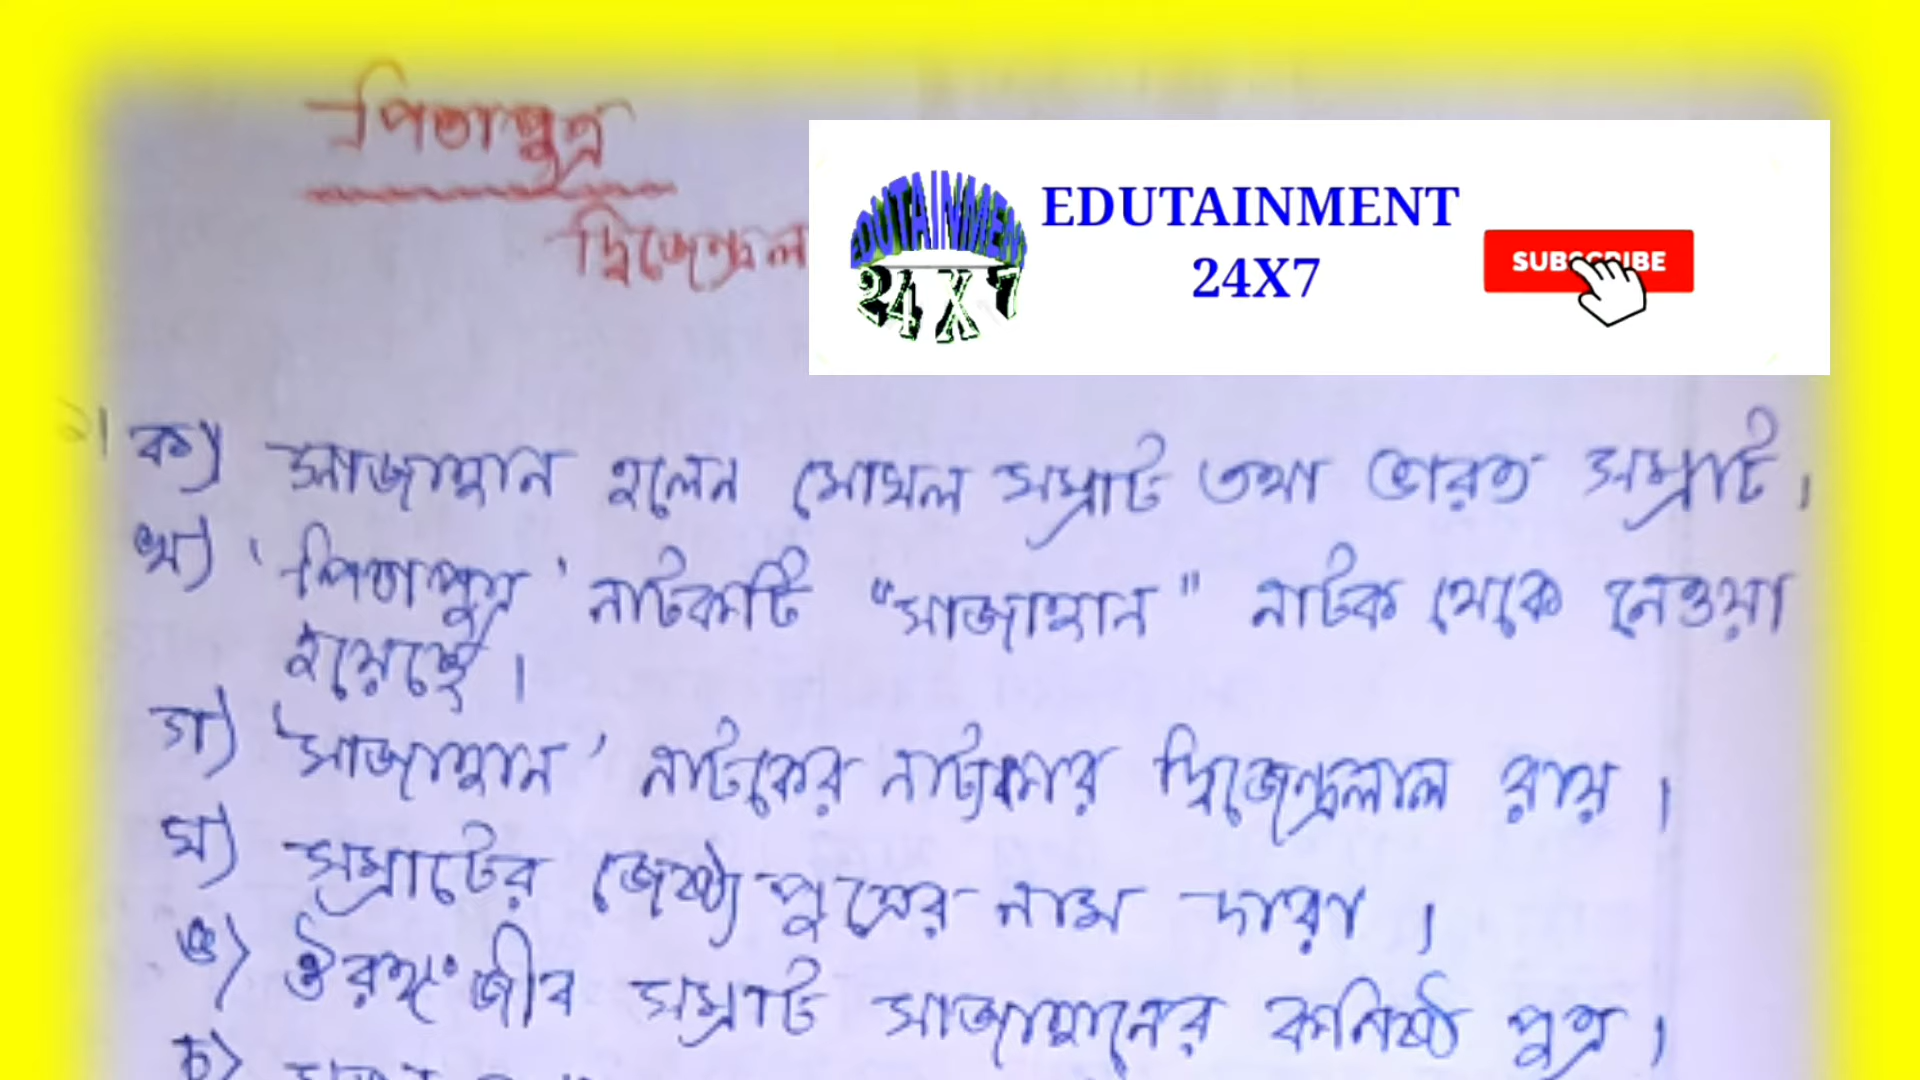 পিতাপুত্র
দ্বিজেন্দ্রল
EDUTAINMENT
24X7
EDUTAINMENT
24X7
SUBSCRIBE
১। ক) সাজাহান হলেন মোঘল সম্রাট তথা ভারত সম্রাট।
খ) 'পিতাপুত্র' নাটকটি "সাজাহান" নাটক থেকে নেওয়া
হয়েছে।
গ) 'সাজাহান' নাটকের নাট্যকার দ্বিজেন্দ্রলাল রায়।
ঘ) সম্রাটের জেষ্ঠ্য পুত্রের নাম দারা।
ঙ) ঔরঙ্গংজীব সম্রাট সাজাহানের কনিষ্ঠ পুত্র।
চ)